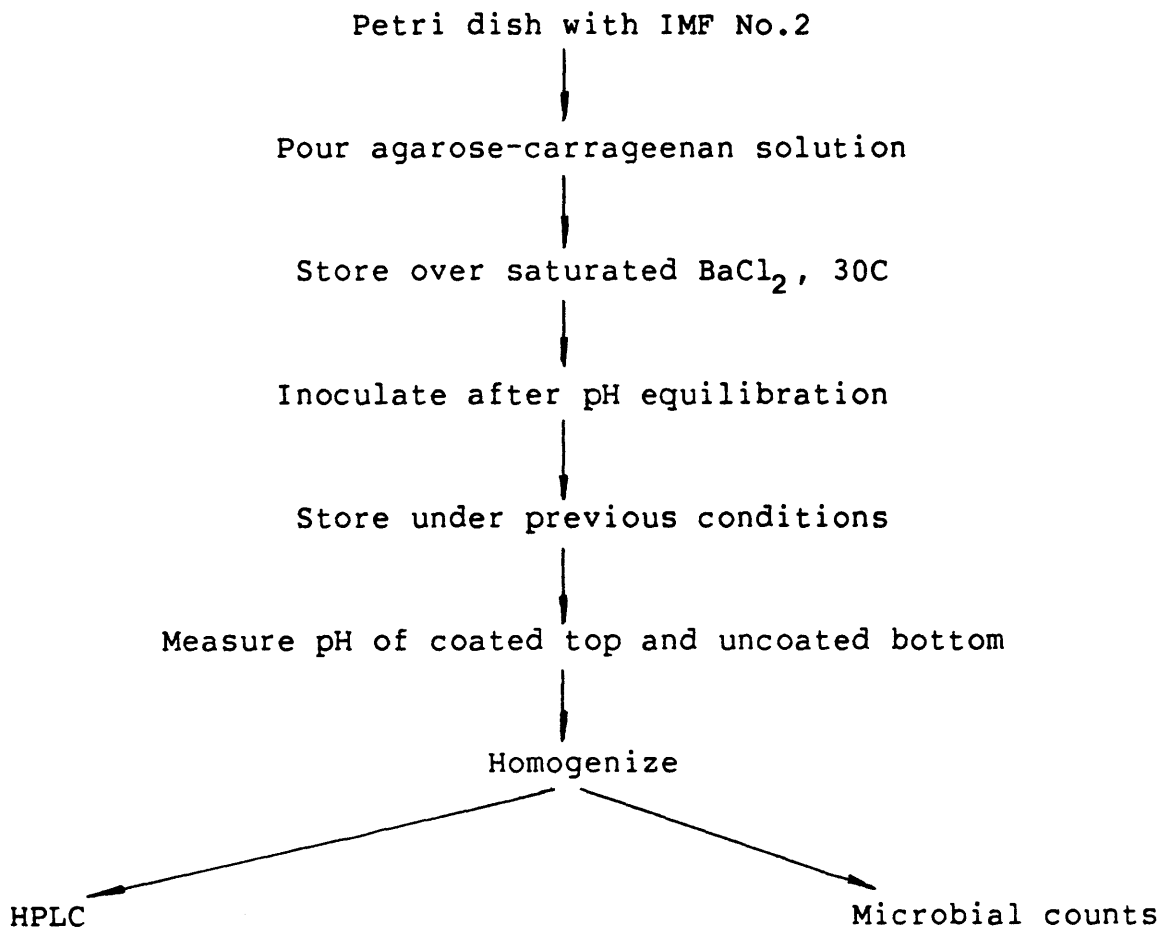 Petri dish with IMF No.2
Pour agarose-carrageenan solution
Store over saturated BaCl2, 30C
Inoculate after pH equilibration
Store under previous conditions
Measure pH of coated top and uncoated bottom
Homogenize
HPLC
Microbial counts